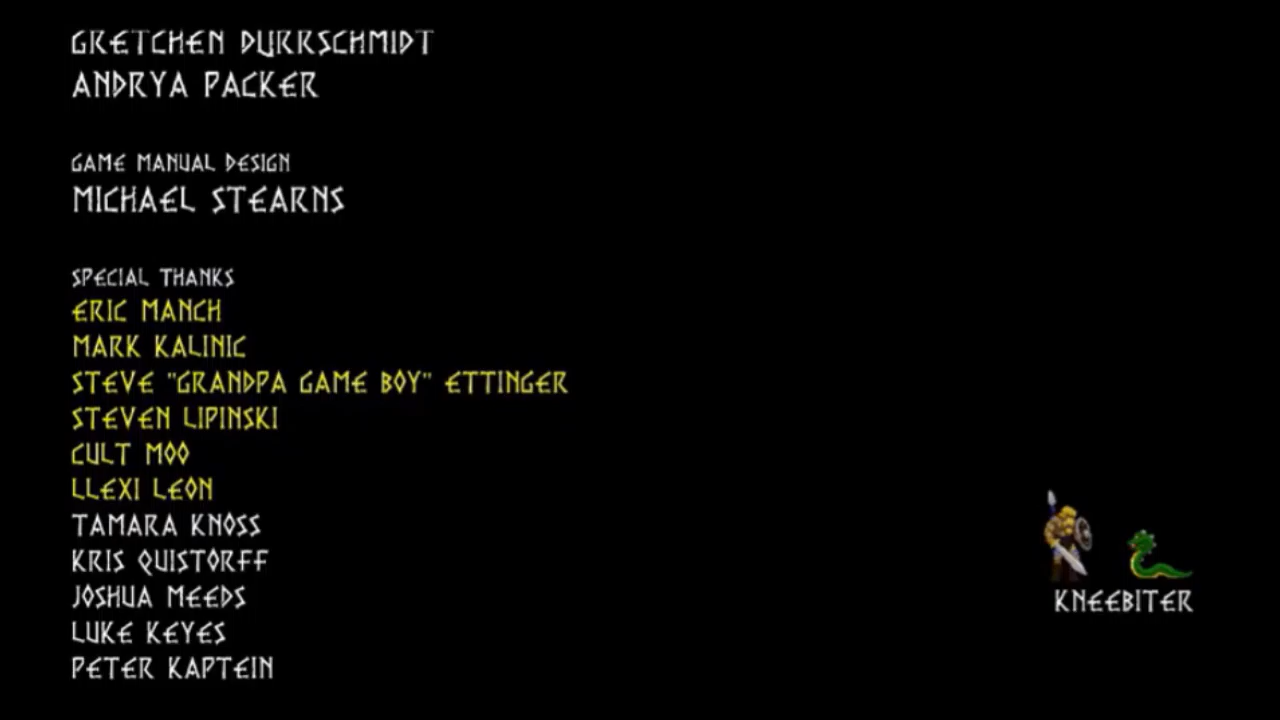 GRETCHEN DURRSCHMIDT
ANDRYA PACKER
GAME MANUAL DESIGN
MICHAEL STEARNS
SPECIAL THANKS
ERIC MANCH
MARK KALINIC
STEVE "GRANDPA GAME BOY" ETTINGER
STEVEN LIPINSKI
CULT MOO
LLEXI LEON
TAMARA KNOSS
KRIS QUISTORFF
JOSHUA MEEDS
LUKE KEYES
PETER KAPTEIN
KNEEBITER